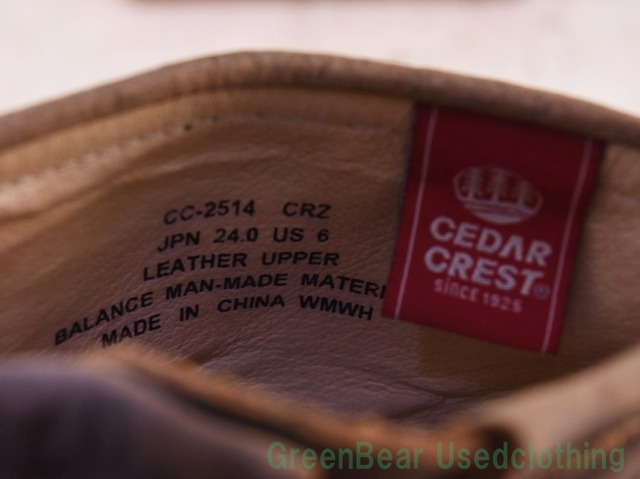 CC-2514 CRZ
JPN 24.0 US 6
LEATHER UPPER
BALANCE MAN-MADE MATERI
MADE IN CHINA WMWH
CEDAR
CREST®
SINCE 1926
GreenBear Usedclothing